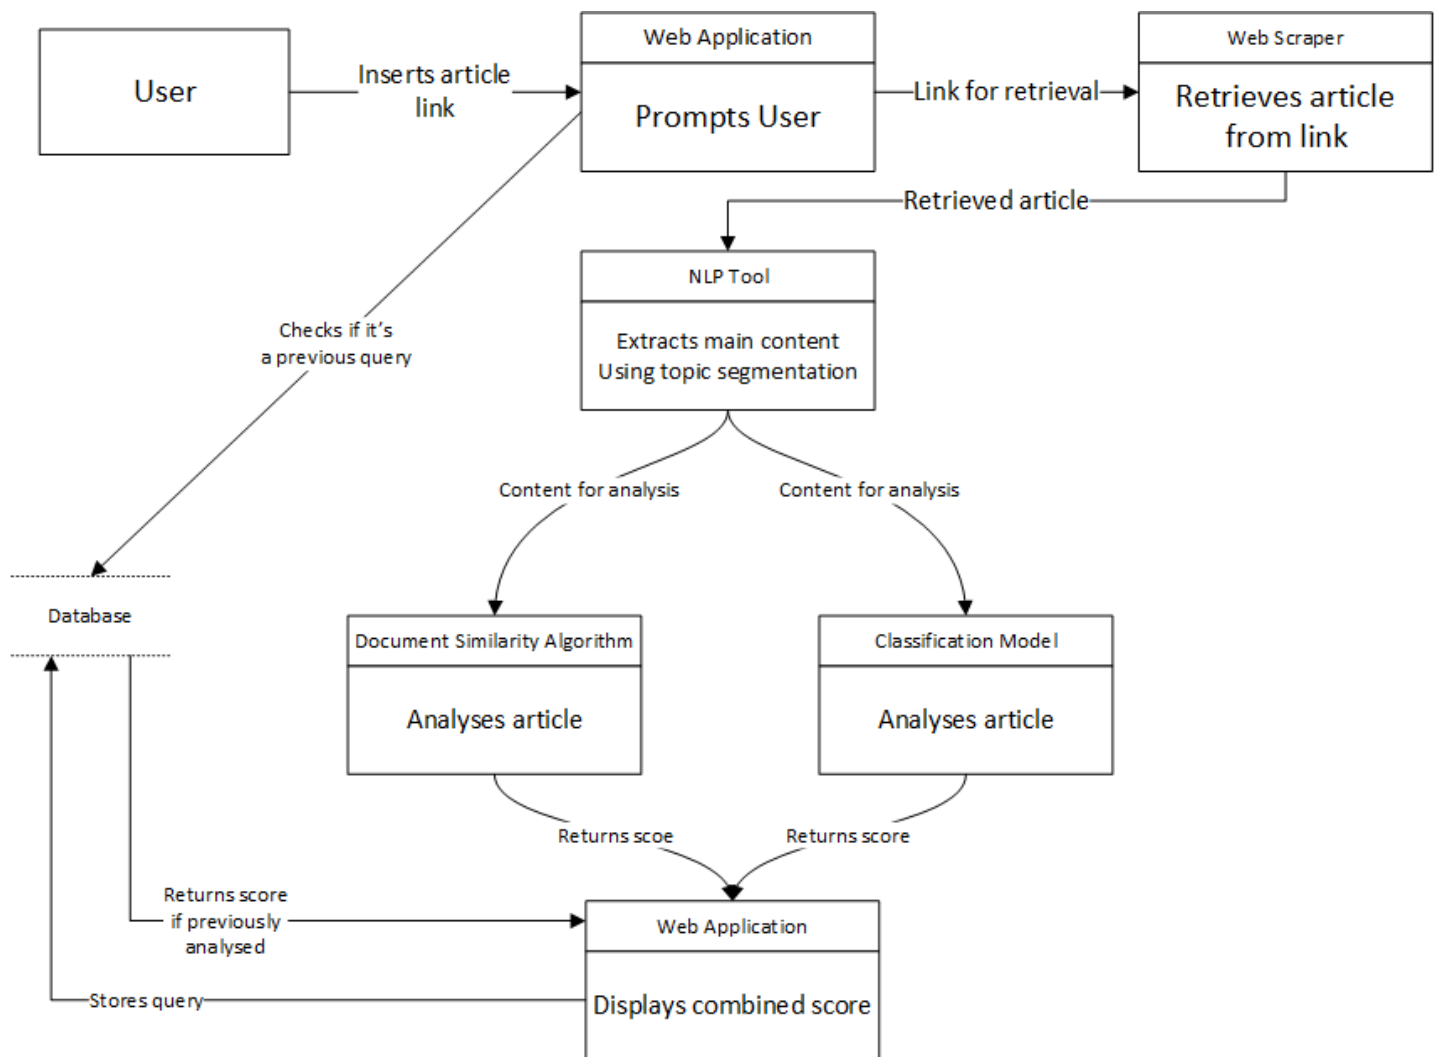 User
Inserts article
link
Web Application
Prompts User
Link for retrieval
Web Scraper
Retrieves article
from link
Retrieved article
NLP Tool
Extracts main content
Using topic segmentation
Checks if it's
a previous query
Content for analysis
Content for analysis
Database
Document Similarity Algorithm
Analyses article
Classification Model
Analyses article
Returns scoe
Returns score
Returns score
if previously
analysed
Web Application
Displays combined score
Stores query